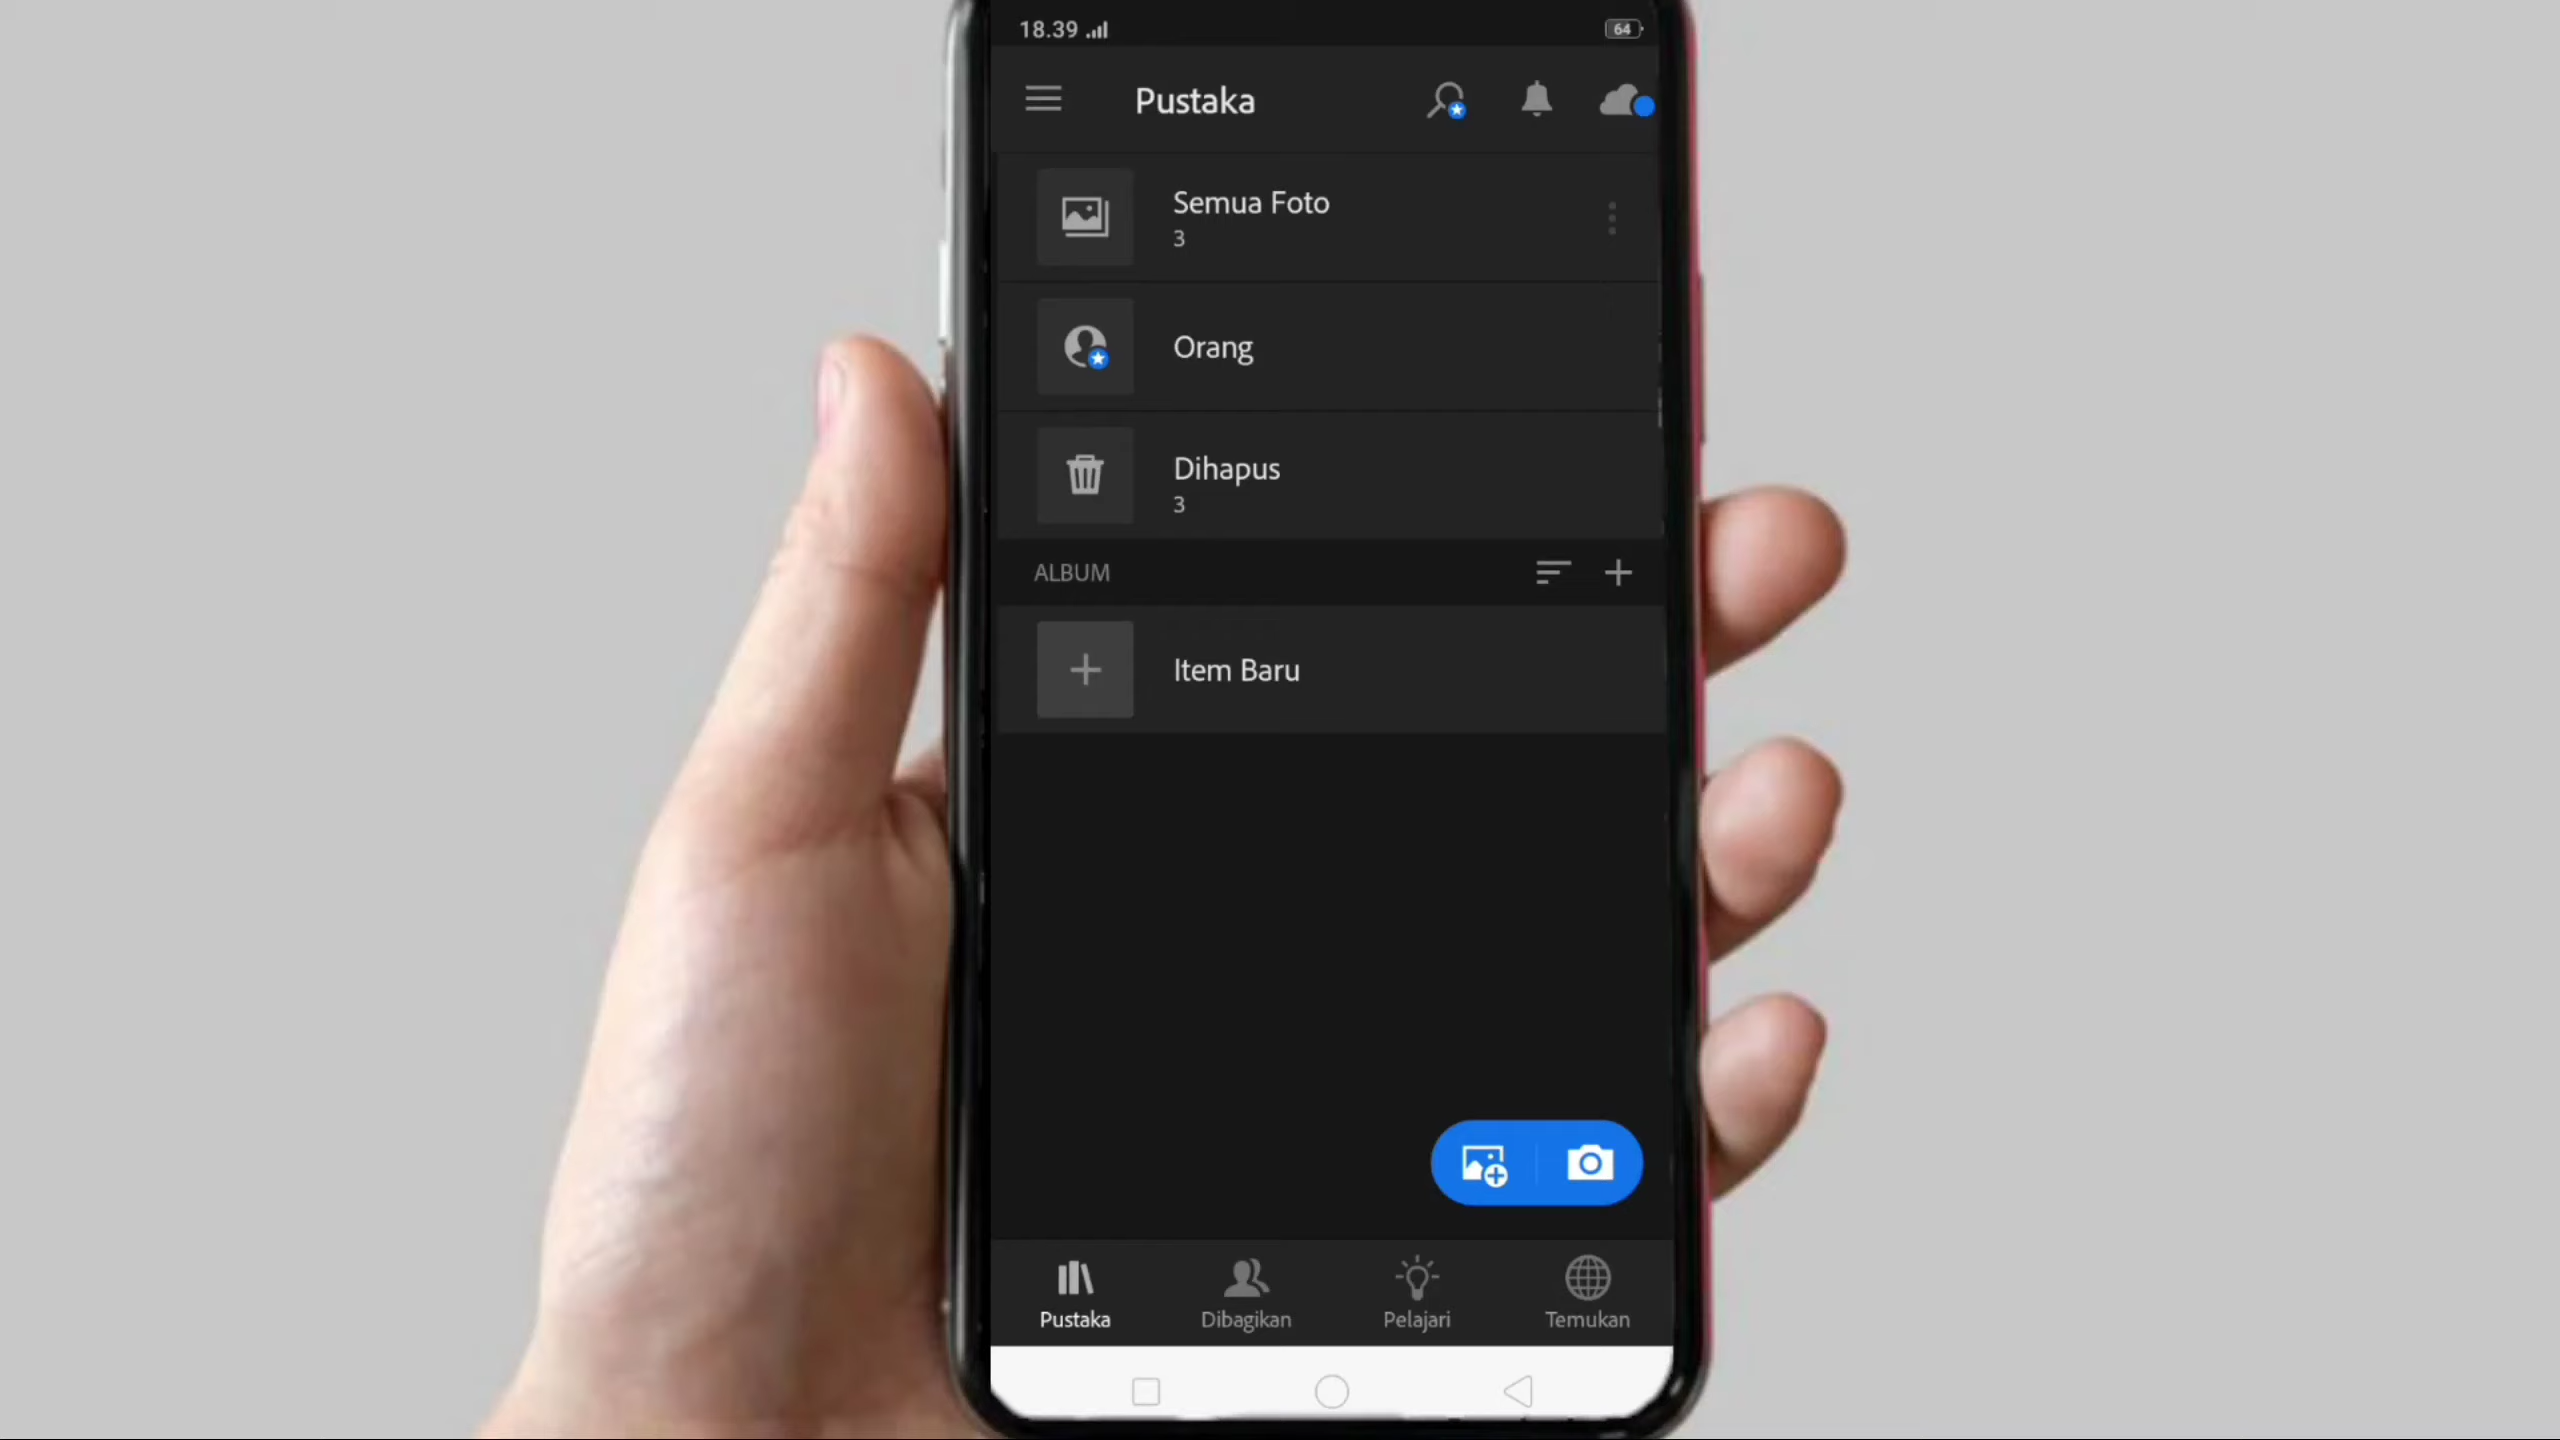 18.39
64
Pustaka
Semua Foto
3
Orang
Dihapus
3
ALBUM
Item Baru
Pustaka
Dibagikan
Pelajari
Temukan